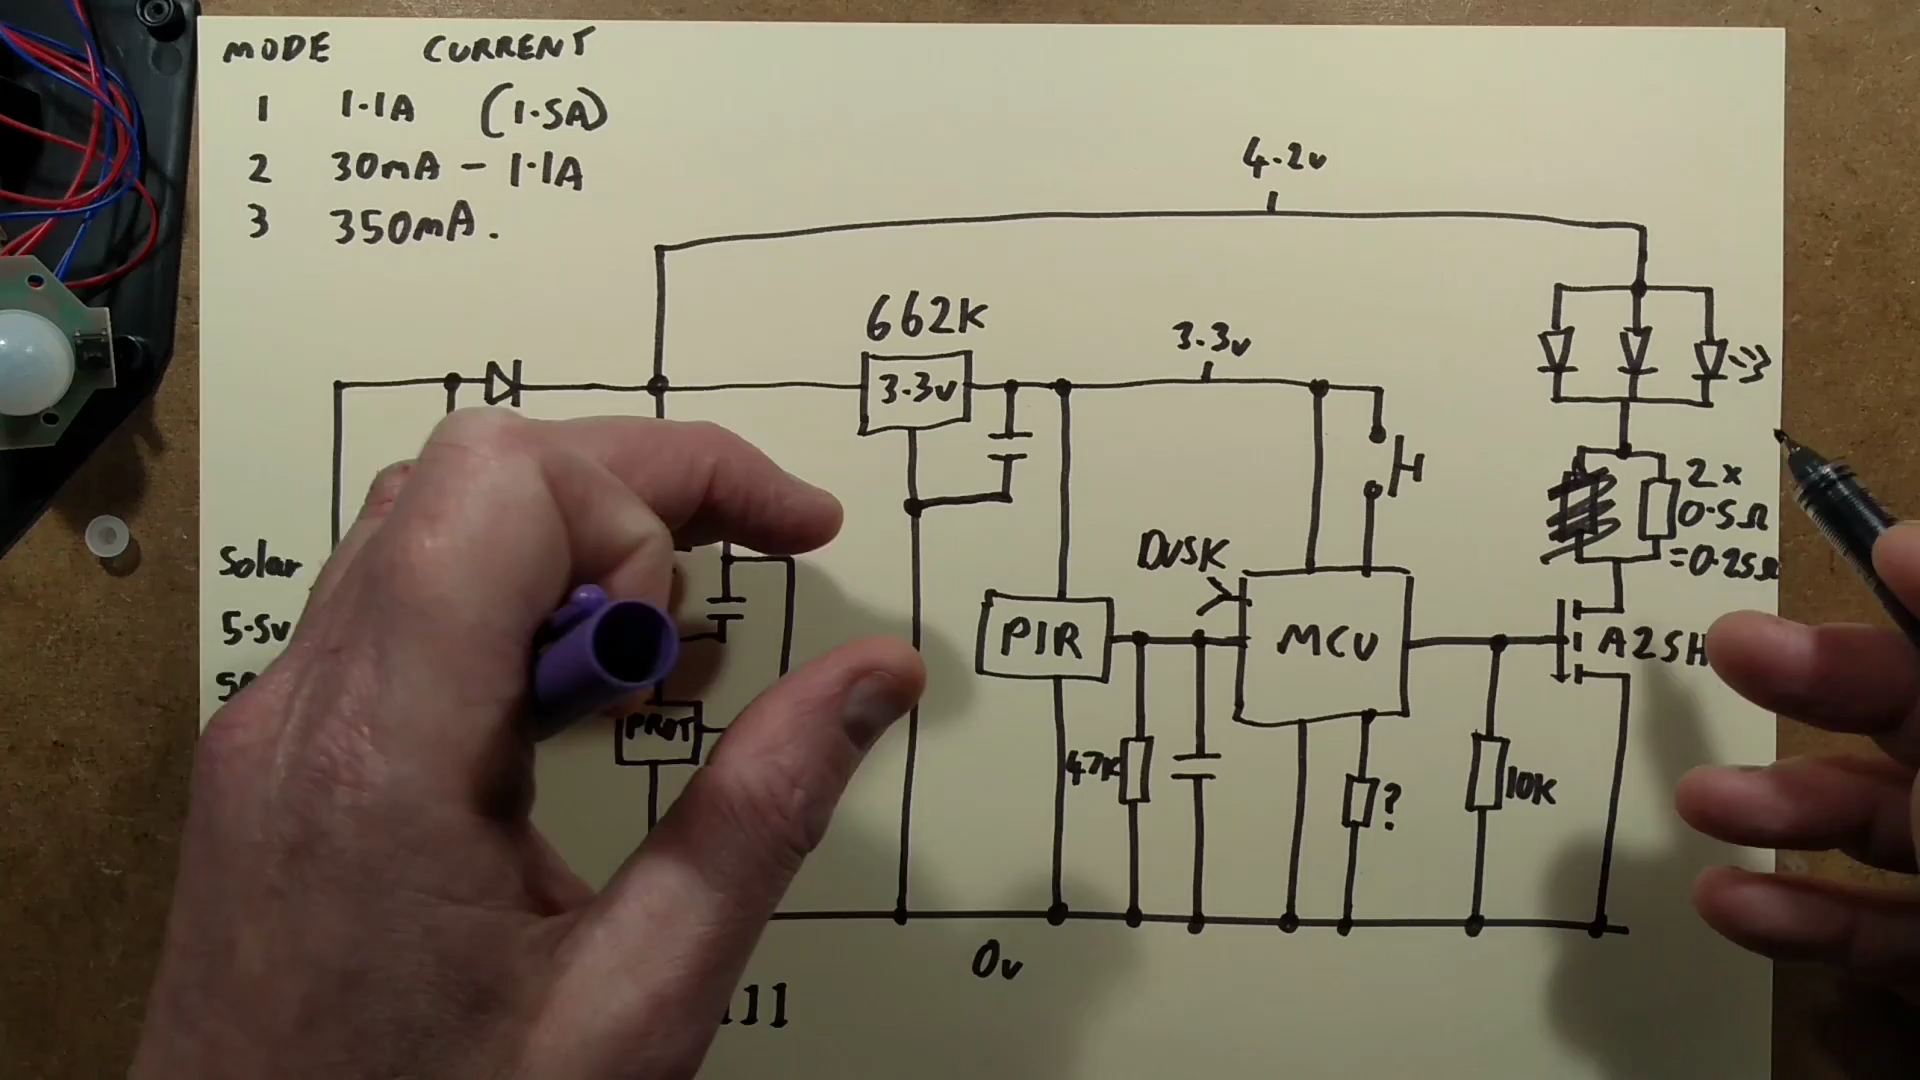 MODE CURRENT
1 1.1A (1.5A)
2 30mA - 1.1A
3 350mA.
4.2v
662K
3.3v
3.3v
DUSK
2x
0.5Ω
=0.25Ω
Solar
5.5v
PIR
MCU
A2SH
PROT
47K
?
10K
0v